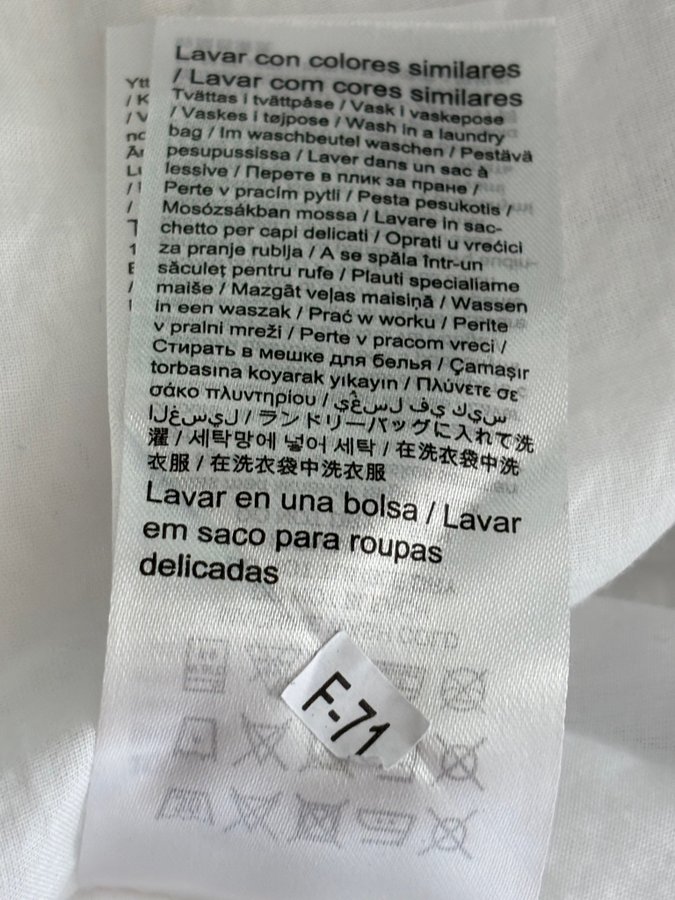 Lavar con colores similares
/ Lavar com cores similares
Tvättas i tvättpåse / Vask i vaskepose
/ Vaskes i tøjpose / Wash in a laundry
bag / Im waschbeutel waschen / Pestävä
pesupussissa / Laver dans un sac à
lessive / Перете в плик за пране /
Perte v pracím pytli / Pesta pesukotis /
Mosózsákban mossa / Lavare in sac-
chetto per capi delicati / Oprati u vrećici
za pranje rublja / A se spăla într-un
săculeț pentru rufe / Plauti specialiame
maiše / Mazgāt veļas maisiņā / Wassen
in een waszak / Prać w worku / Perite
v pralni mreži / Perte v pracom vreci /
Стирать в мешке для белья / Çamaşır
torbasına koyarak yıkayın / Πλύνετε σε
σάκο πλυντηρίου / يغُسل في كيس
الغسيل / ランドリーバッグに入れて洗
濯 / 세탁망에 넣어 세탁 / 在洗衣袋中洗
衣服 / 在洗衣袋中洗衣服
Lavar en una bolsa / Lavar
em saco para roupas
delicadas
F-71